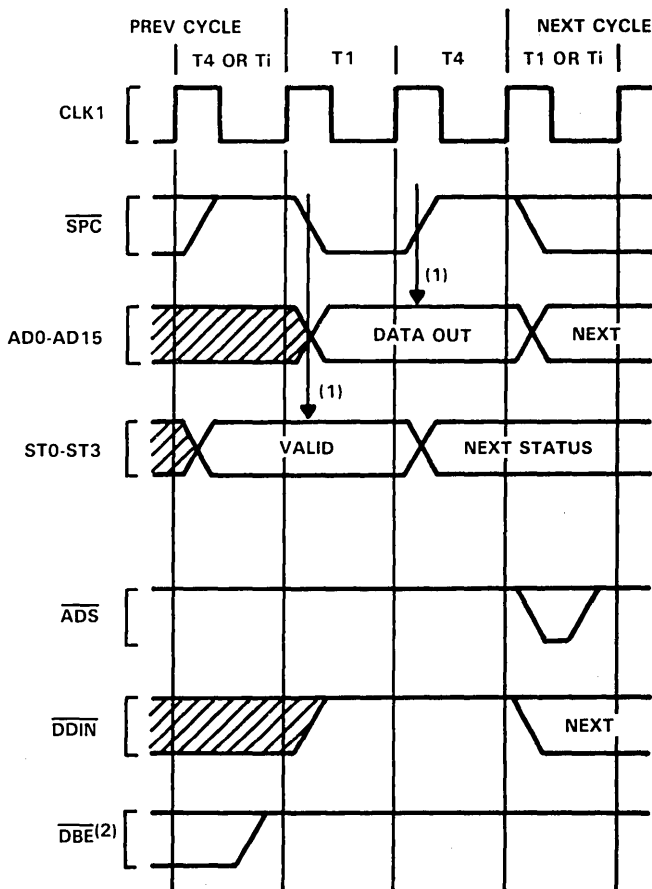 PREV CYCLE NEXT CYCLE
T4 OR Ti T1 T4 T1 OR Ti
CLK1
SPC
(1)
AD0-AD15 DATA OUT NEXT
(1)
ST0-ST3 VALID NEXT STATUS
ADS
DDIN NEXT
DBE(2)